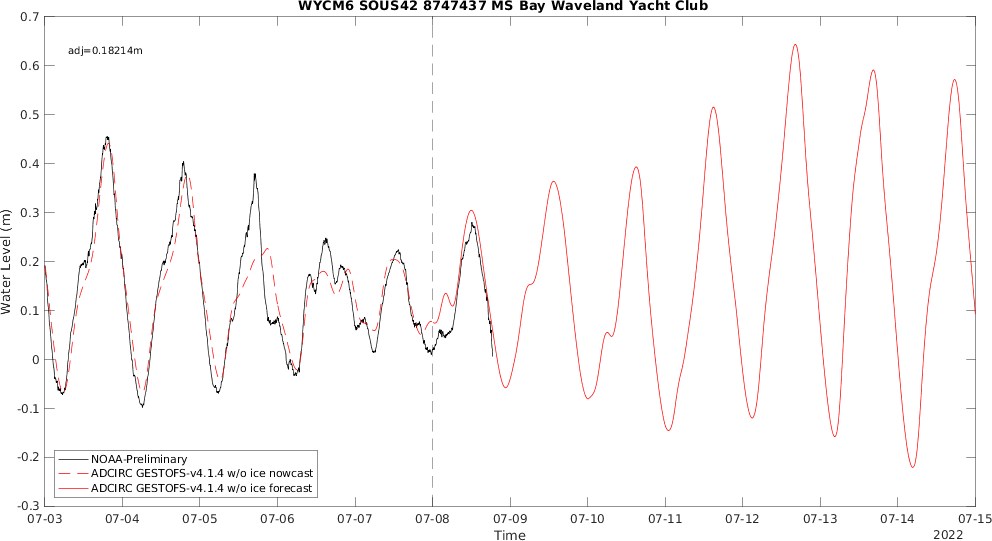 WYCM6 SOUS42 8747437 MS Bay Waveland Yacht Club
0.7
adj=0.18214m
0.6
0.5
0.4
0.3
0.2
0.1
0
-0.1
-0.2
-0.3
Water Level (m)
NOAA-Preliminary
ADCIRC GESTOFS-v4.1.4 w/o ice nowcast
ADCIRC GESTOFS-v4.1.4 w/o ice forecast
07-03 07-04 07-05 07-06 07-07 07-08 07-09 07-10 07-11 07-12 07-13 07-14 07-15
Time
2022